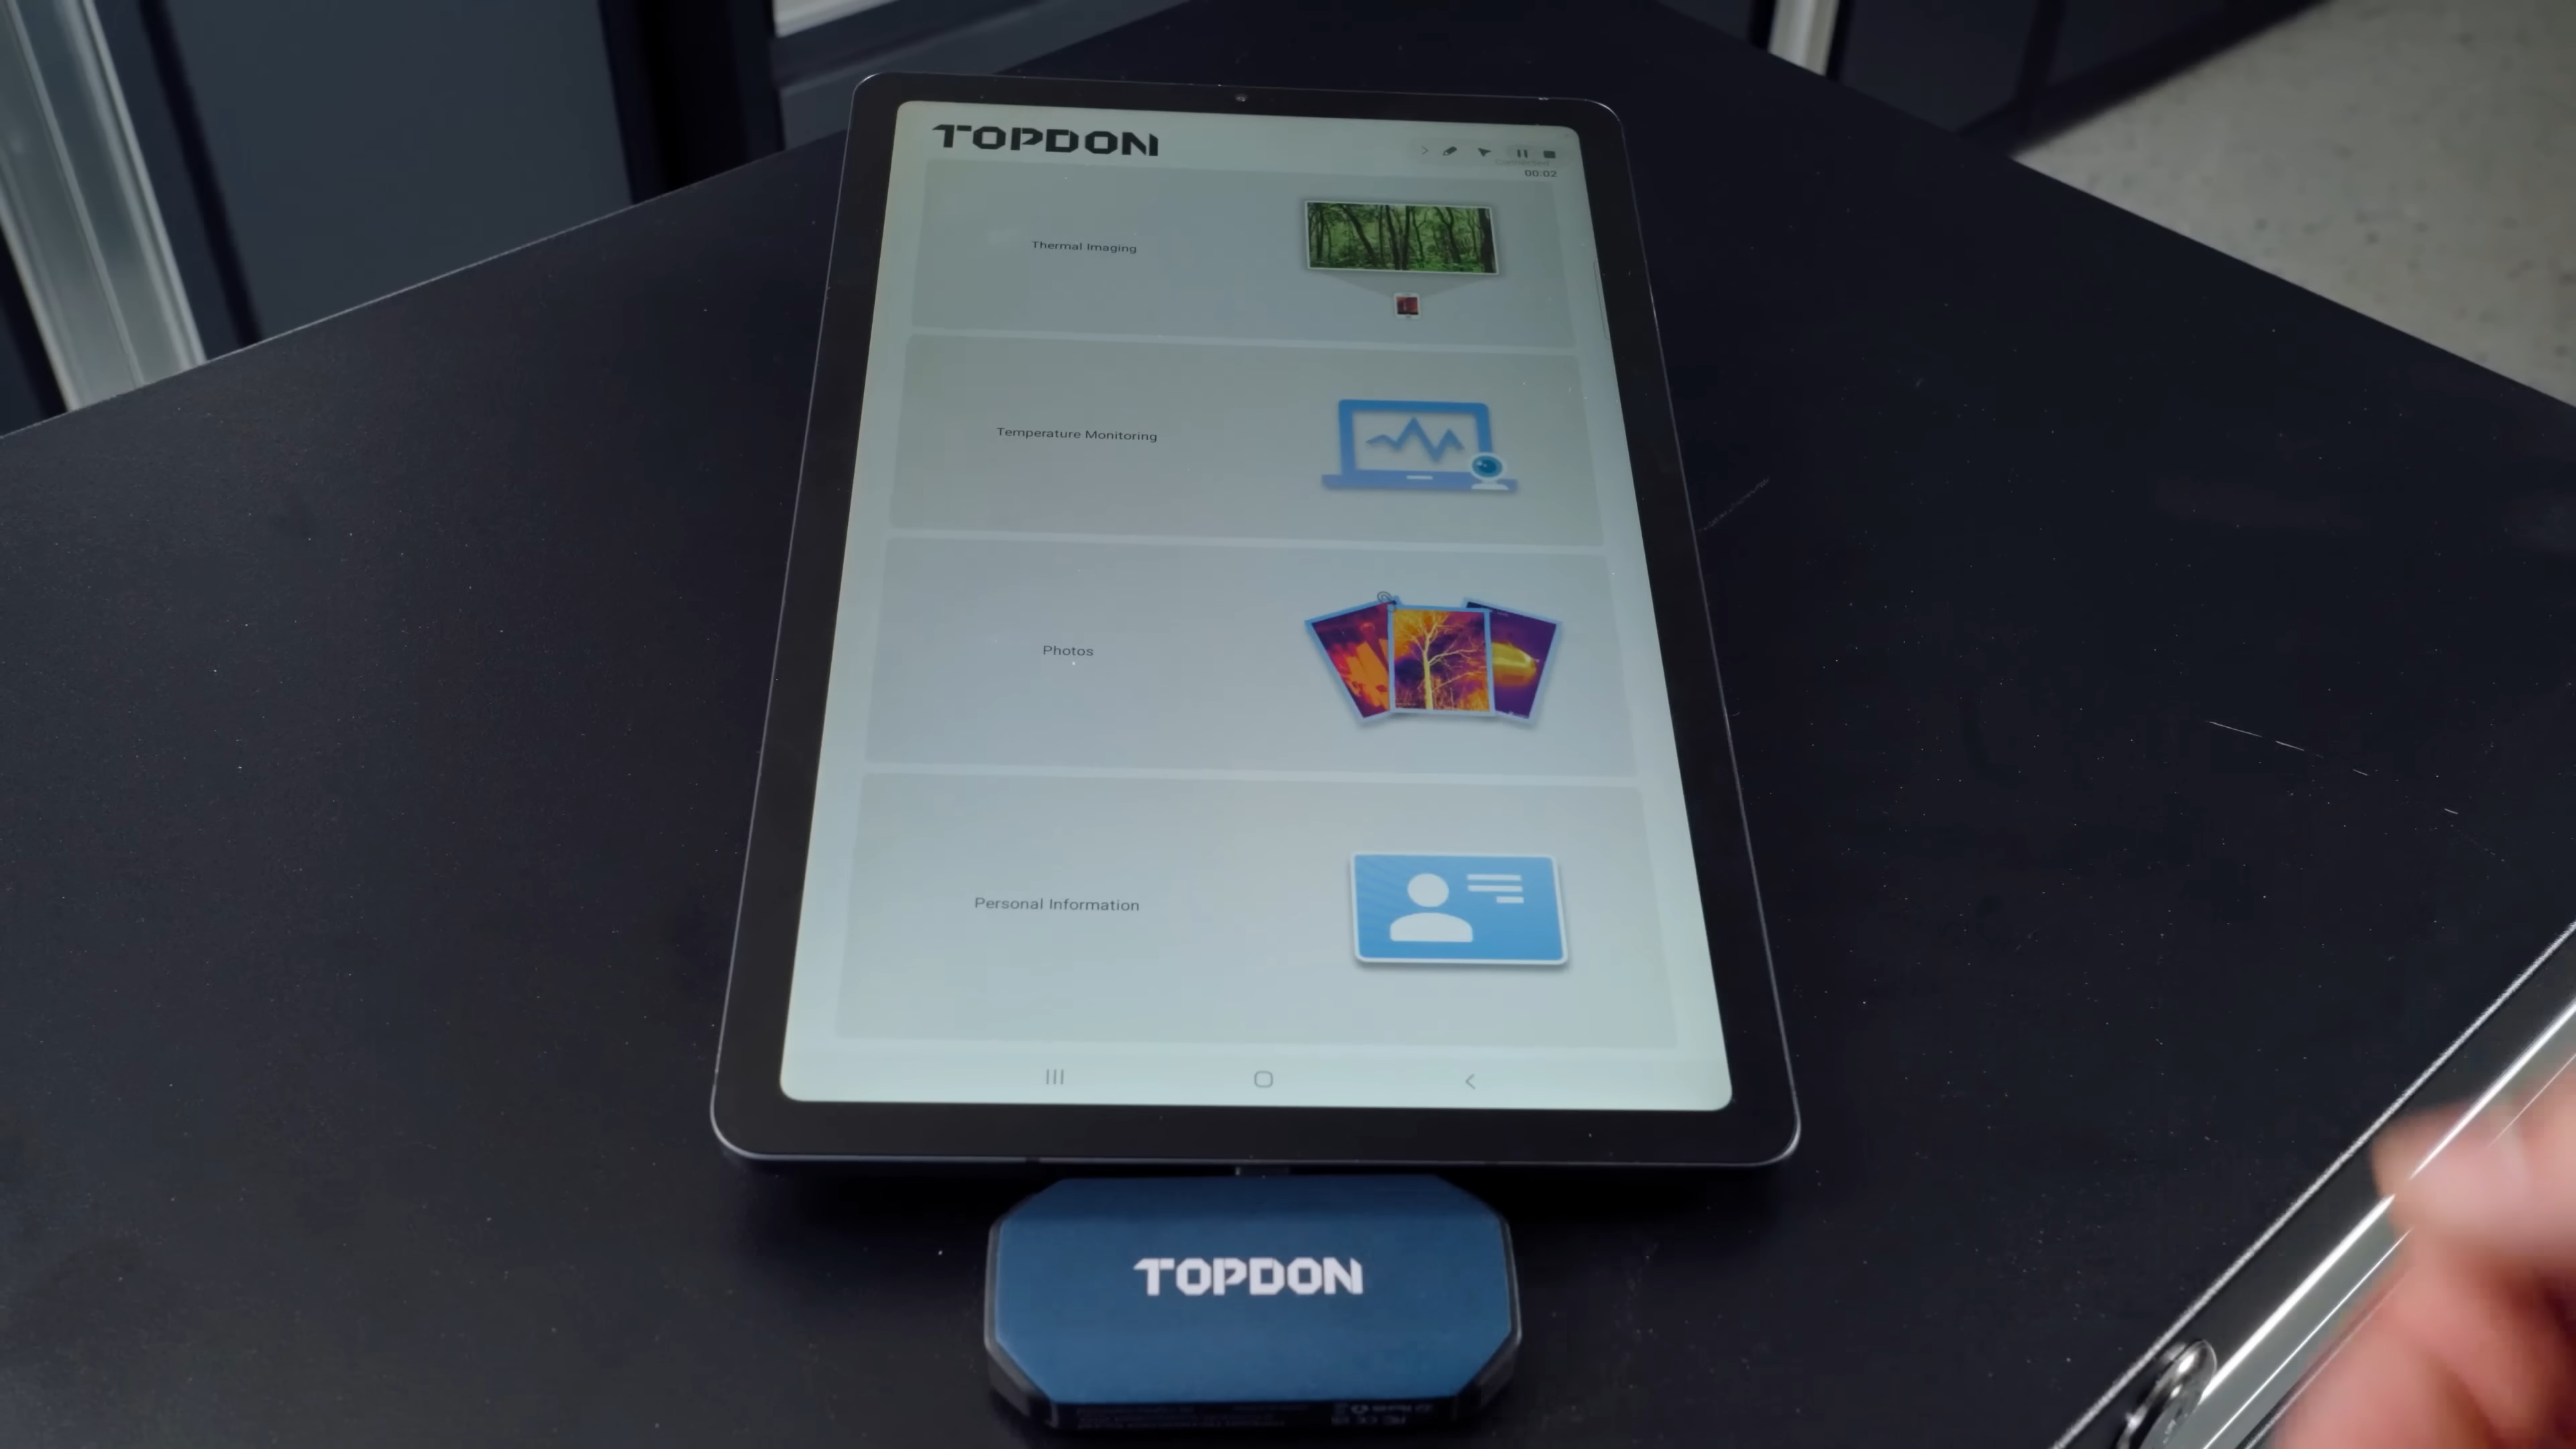 TOPDON
00:02
Thermal Imaging
Temperature Monitoring
Photos
Personal Information
TOPDON